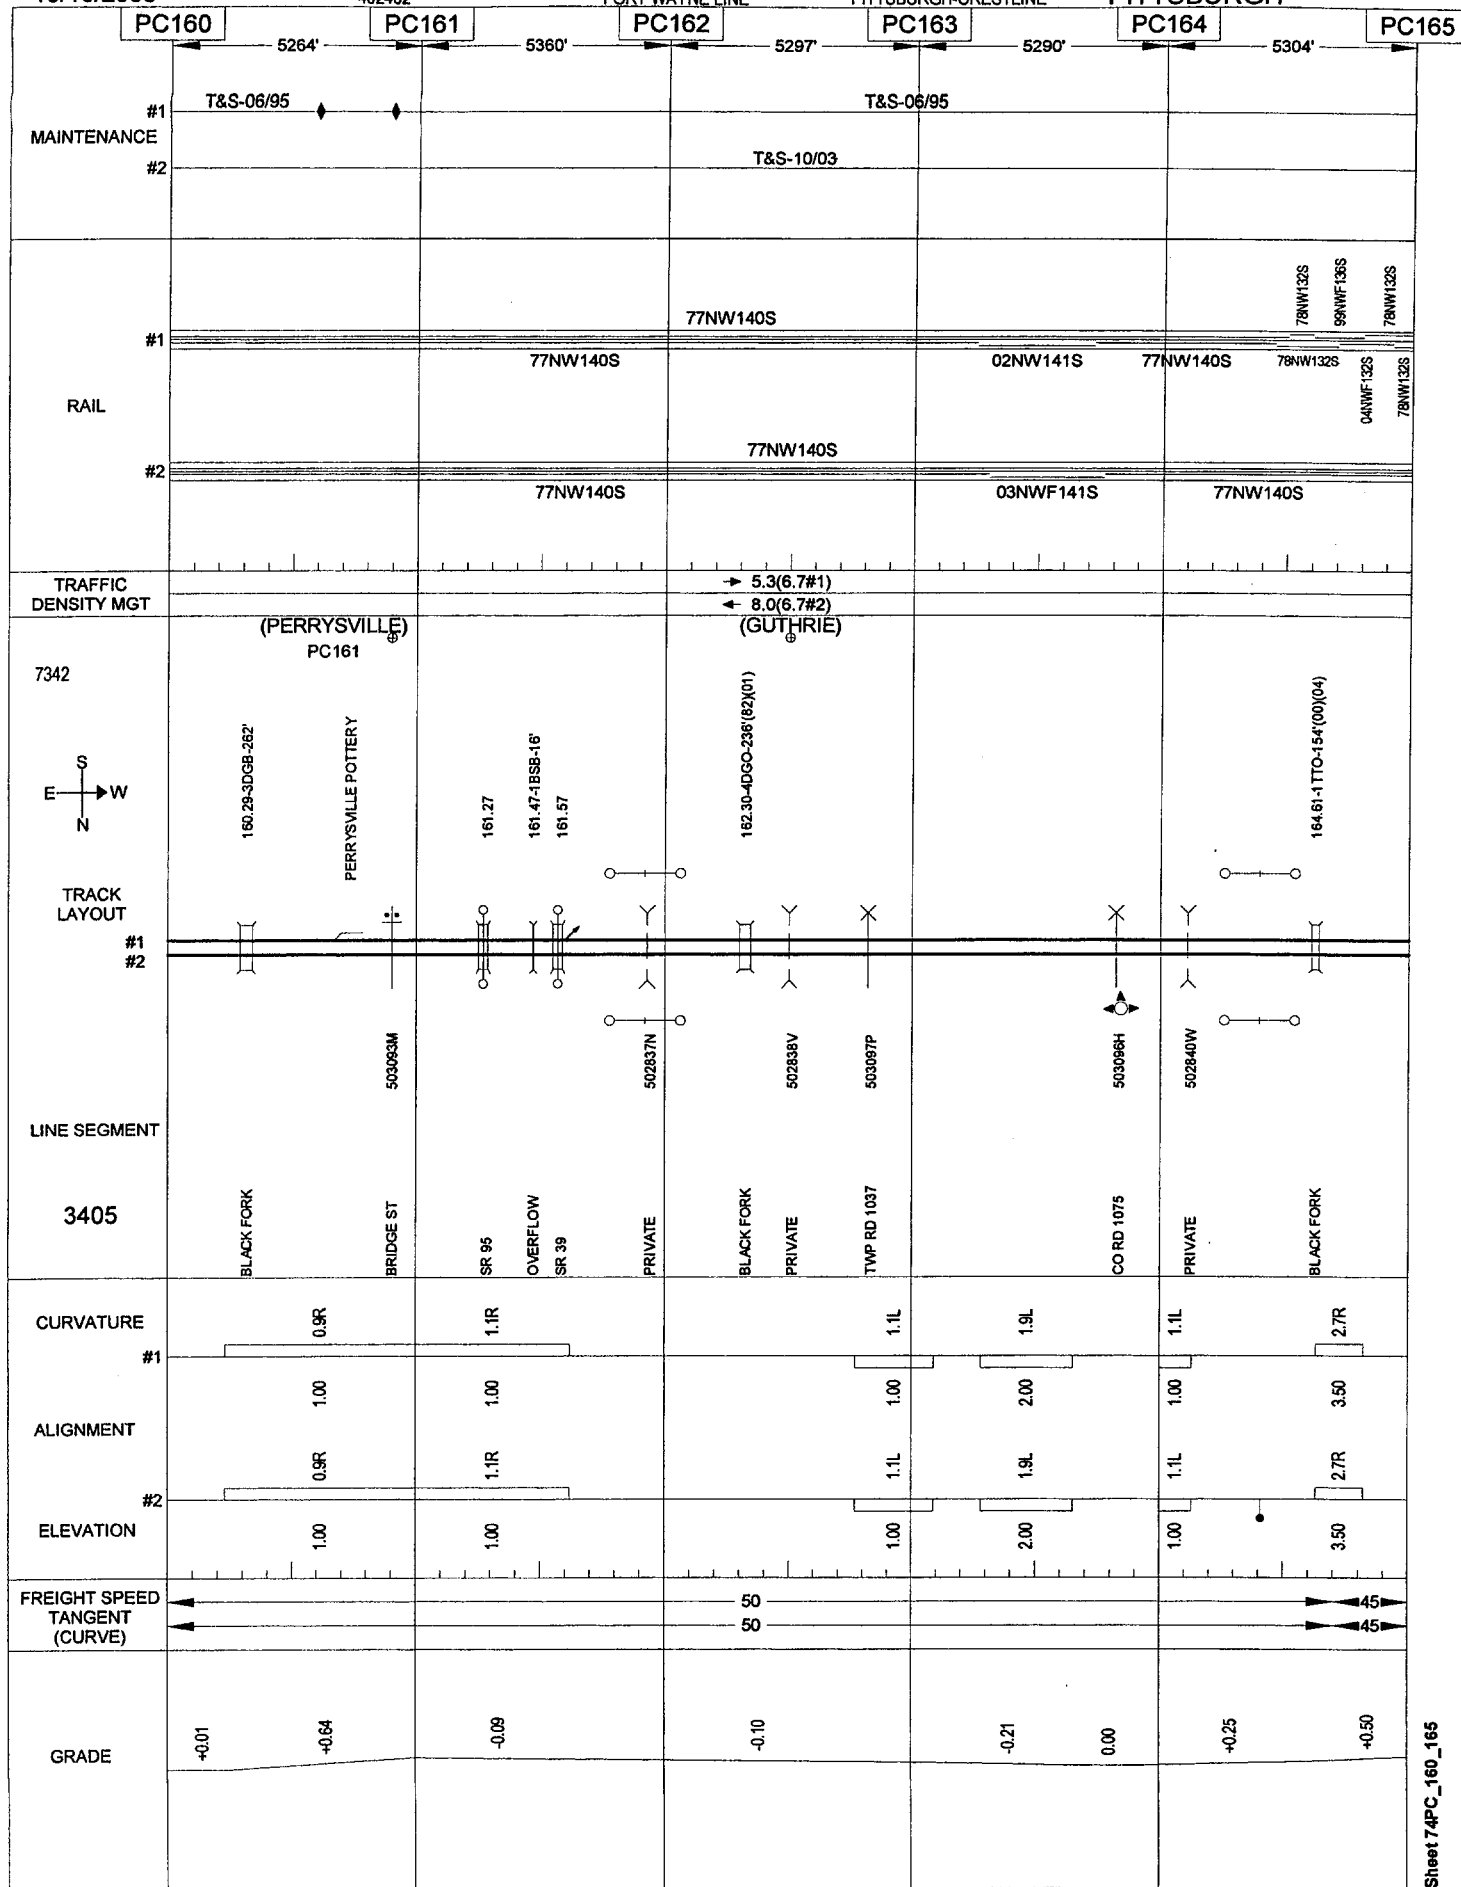 FORT WAYNE LINE
PITTSBURGH-CRESTLINE
PITTSBURGH
PC160
PC161
PC162
PC163
PC164
PC165
5264'
5360'
5297'
5290'
5304'
T&S-06/95
T&S-06/95
#1
MAINTENANCE
T&S-10/03
#2
78NW132S
99NWF136S
78NW132S
77NW140S
#1
77NW140S
02NW141S
77NW140S
78NW132S
04NWF132S
78NW132S
RAIL
77NW140S
#2
77NW140S
03NWF141S
77NW140S
TRAFFIC
DENSITY MGT
5.3(6.7#1)
8.0(6.7#2)
(PERRYSVILLE)
PC161
(GUTHRIE)
7342
S
E
W
N
160.29-3DGB-262'
PERRYSVILLE POTTERY
161.27
161.47-1BSB-16'
161.57
162.30-4DGO-236'(82)(01)
164.61-1TTO-154'(00)(04)
TRACK
LAYOUT
#1
#2
503093M
502837N
502838V
503097P
503096H
502840W
LINE SEGMENT
3405
BLACK FORK
BRIDGE ST
SR 95
OVERFLOW
SR 39
PRIVATE
BLACK FORK
PRIVATE
TWP RD 1037
CO RD 1075
PRIVATE
BLACK FORK
CURVATURE
0.9R
1.1R
1.1L
1.9L
1.1L
2.7R
#1
1.00
1.00
1.00
2.00
1.00
3.50
ALIGNMENT
0.9R
1.1R
1.1L
1.9L
1.1L
2.7R
#2
ELEVATION
1.00
1.00
1.00
2.00
1.00
3.50
FREIGHT SPEED
TANGENT
(CURVE)
50
45
50
45
GRADE
+0.01
+0.64
-0.09
-0.10
-0.21
0.00
+0.25
+0.50
Sheet 74PC_160_165